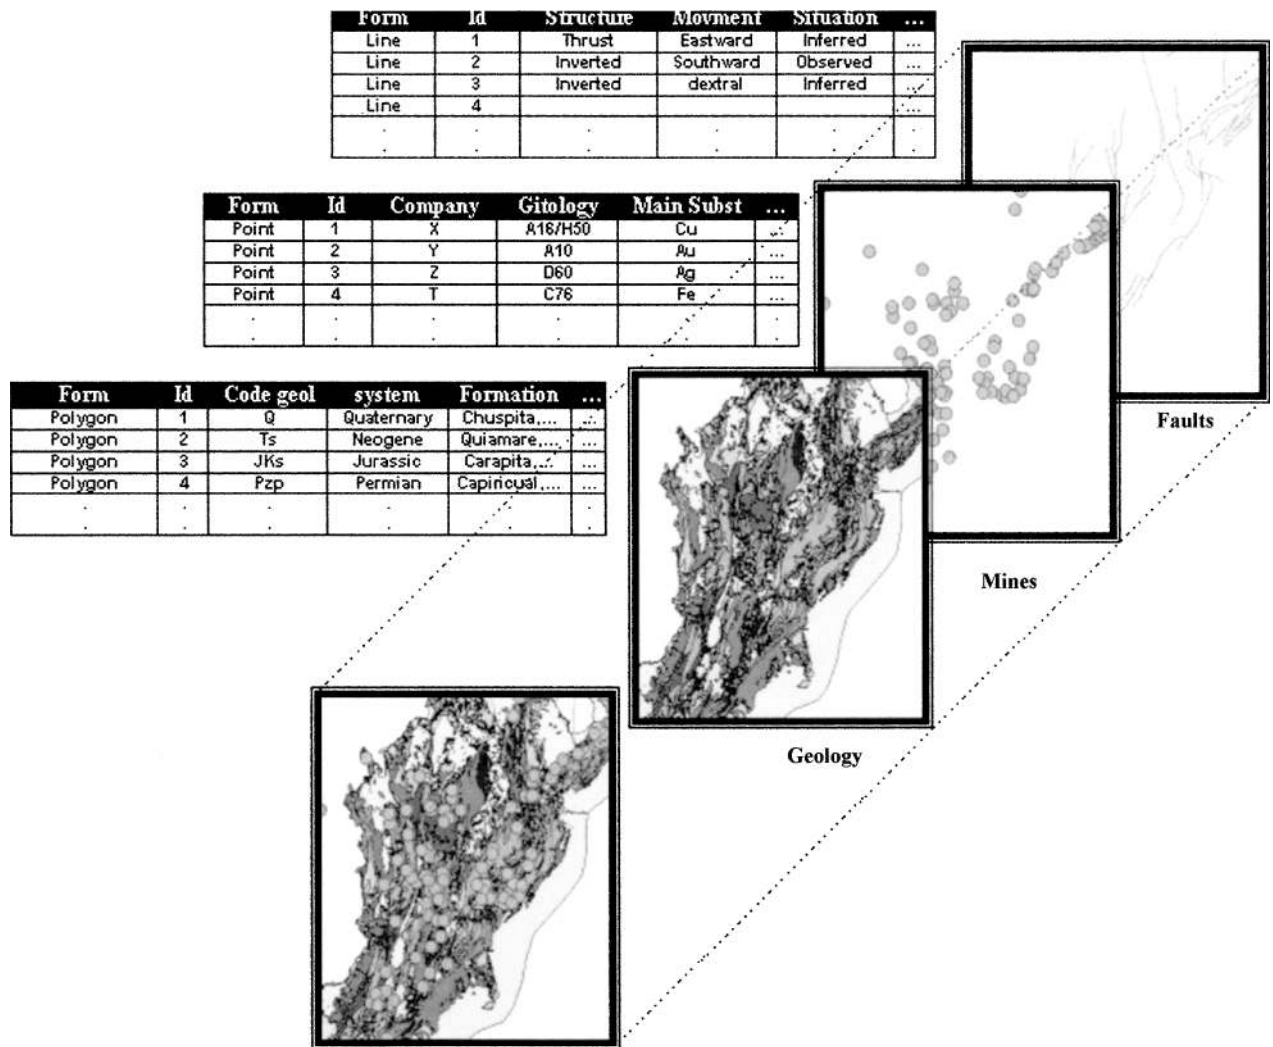 Form Id Structure Movment Situation ...
Line 1 Thrust Eastward Inferred ...
Line 2 Inverted Southward Observed ...
Line 3 Inverted dextral Inferred ...
Line 4 ...
. . . . . .
. . . . . .
Form Id Company Gitology Main Subst ...
Point 1 X A16/H50 Cu ...
Point 2 Y A10 Au ...
Point 3 Z D60 Ag ...
Point 4 T C76 Fe ...
. . . . . .
. . . . . .
Form Id Code geol system Formation ...
Polygon 1 Q Quaternary Chuspita,... ...
Polygon 2 Ts Neogene Quiamare,... ...
Polygon 3 JKs Jurassic Carapita,... ...
Polygon 4 Pzp Permian Capiricual,... ...
. . . . . .
. . . . . .
Faults
Mines
Geology